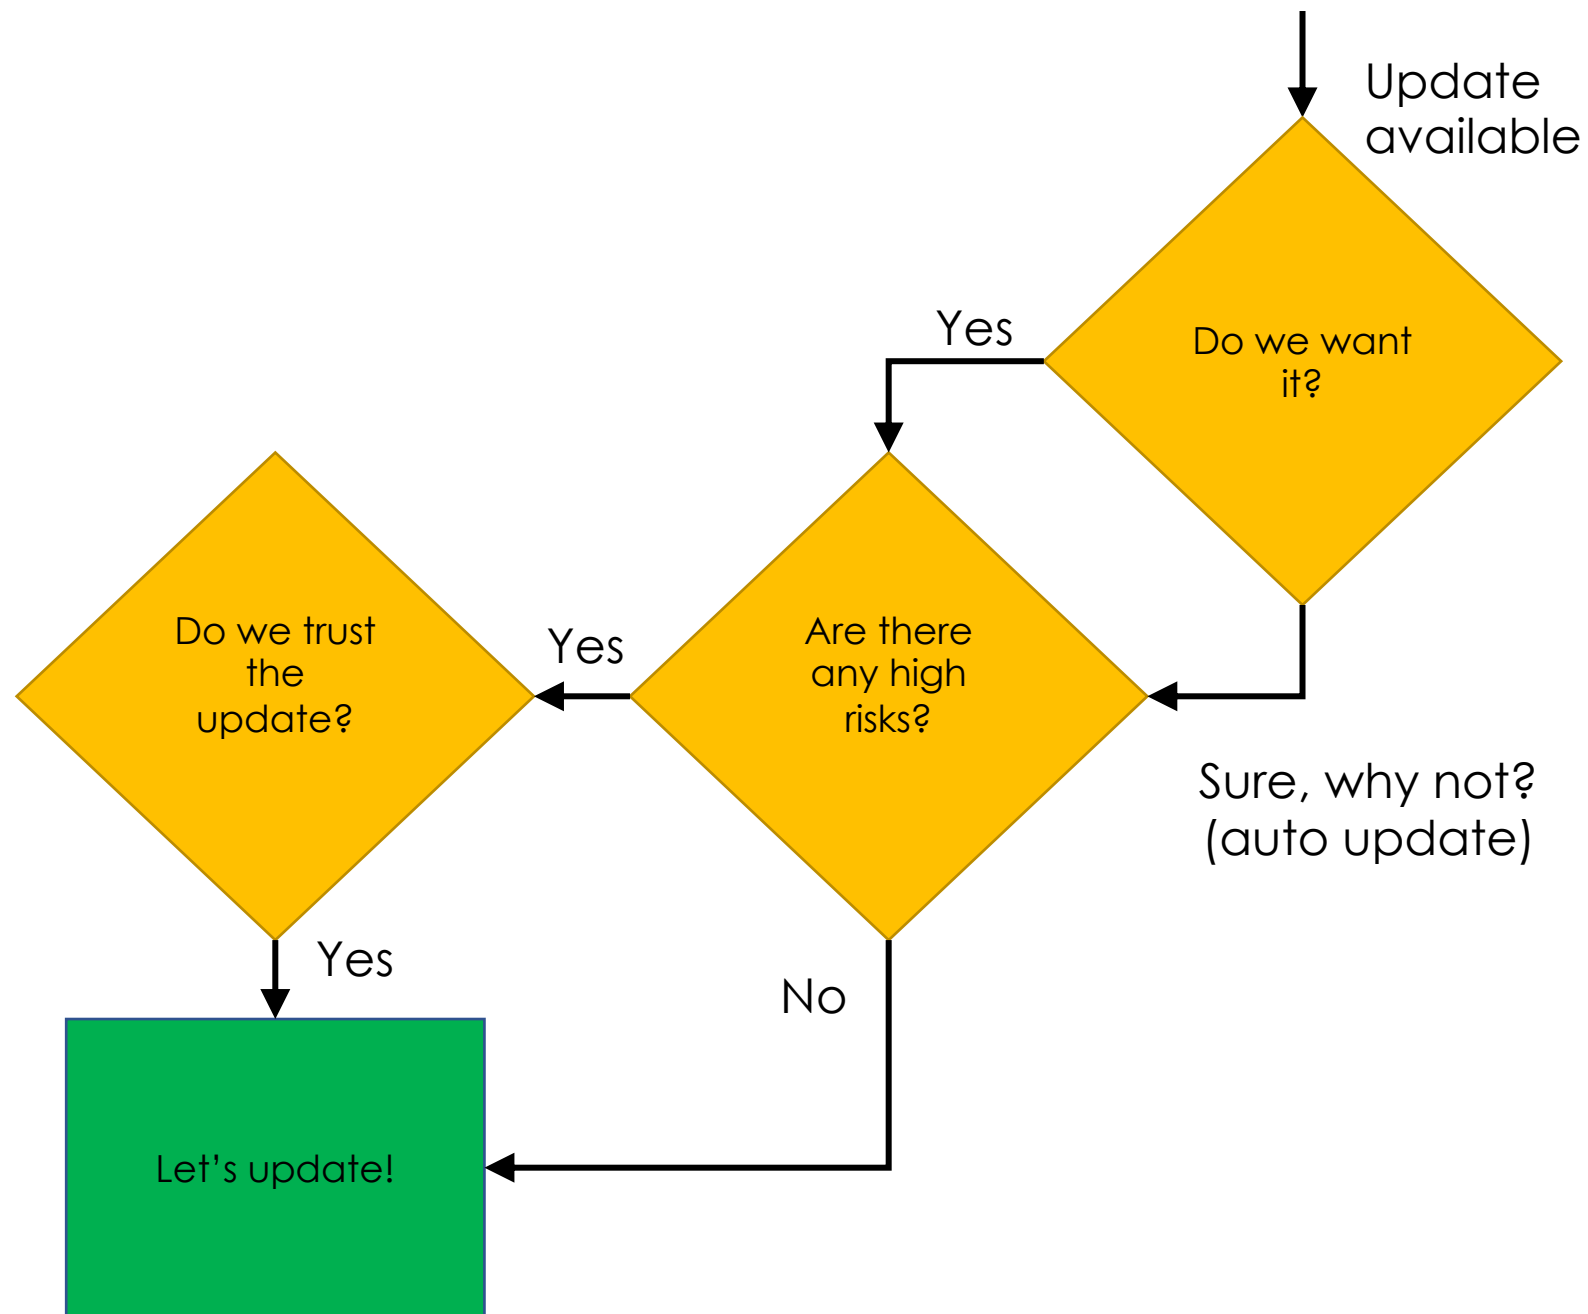 Update
available
Yes
Do we want
it?
Do we trust
the
update?
Yes
Are there
any high
risks?
Sure, why not?
(auto update)
Yes
No
Let’s update!